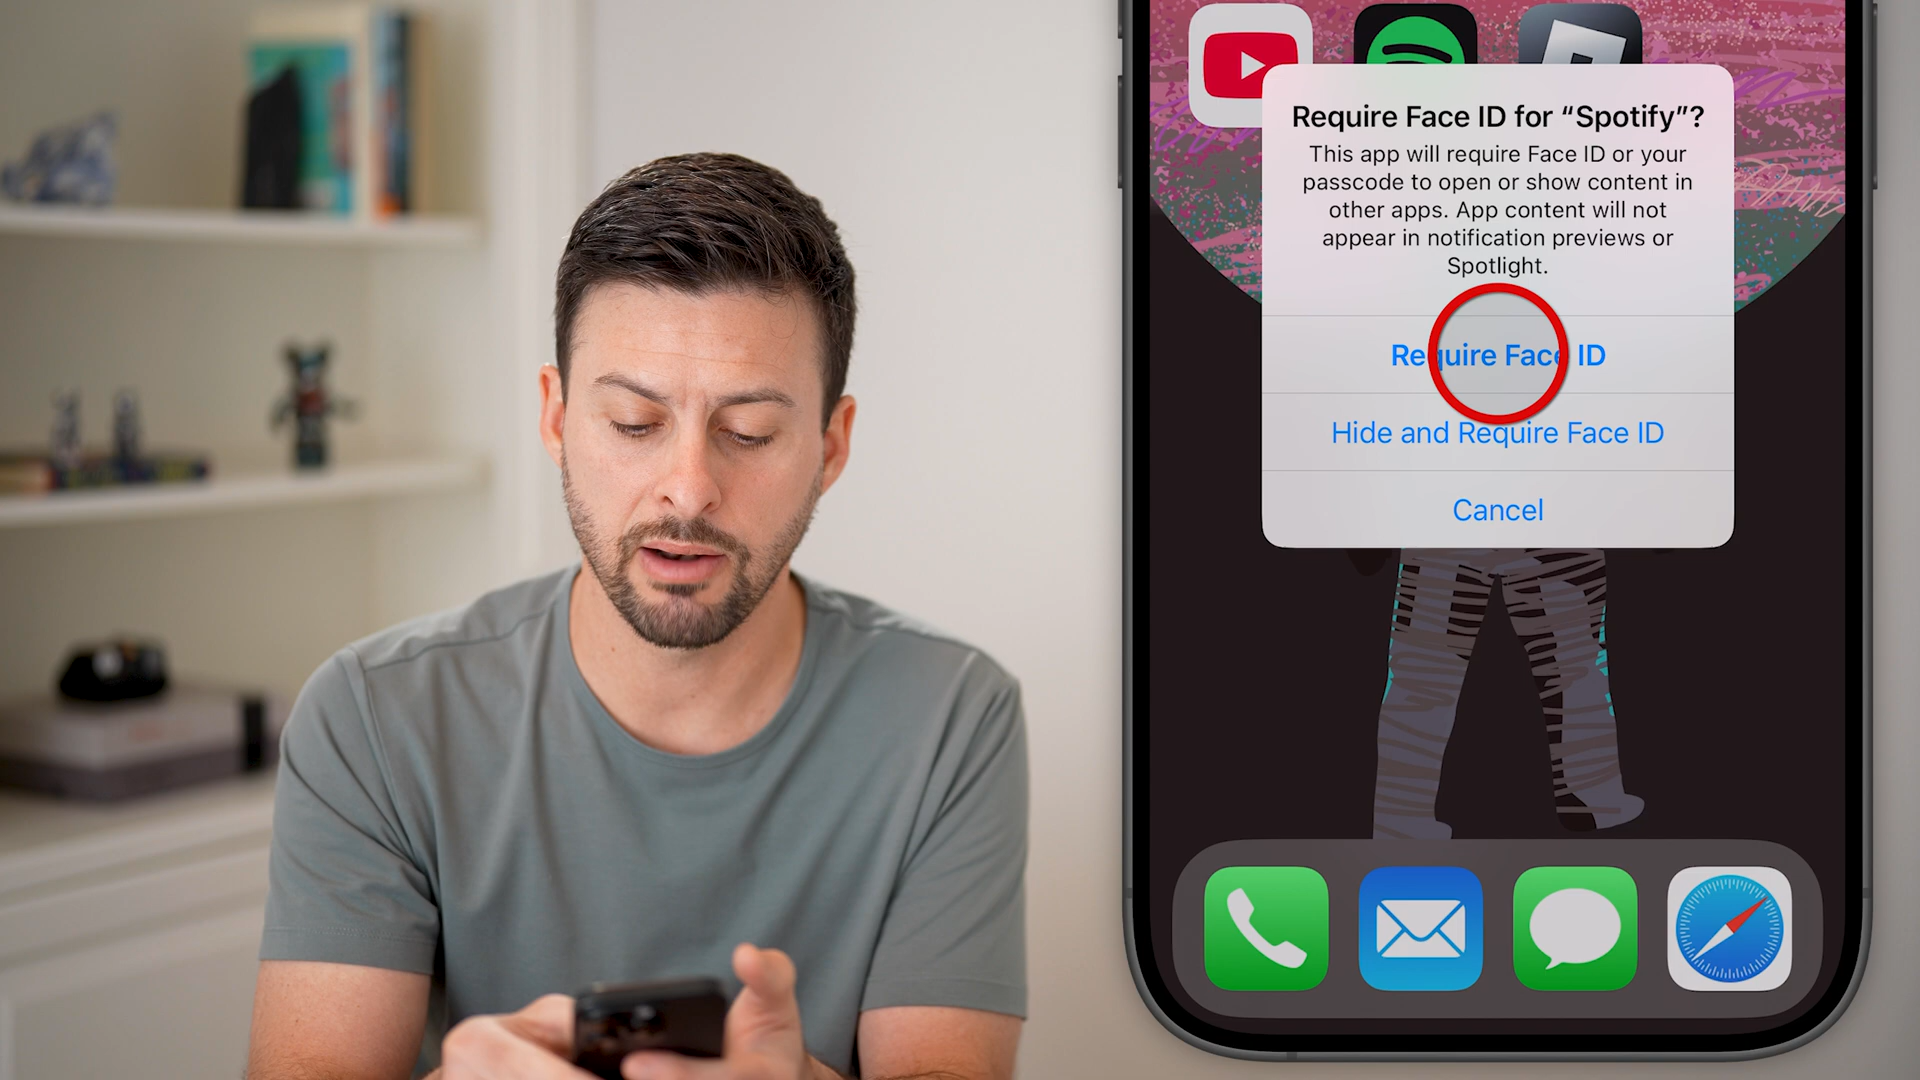 Require Face ID for “Spotify”?
This app will require Face ID or your
passcode to open or show content in
other apps. App content will not
appear in notification previews or
Spotlight.
Require Face ID
Hide and Require Face ID
Cancel